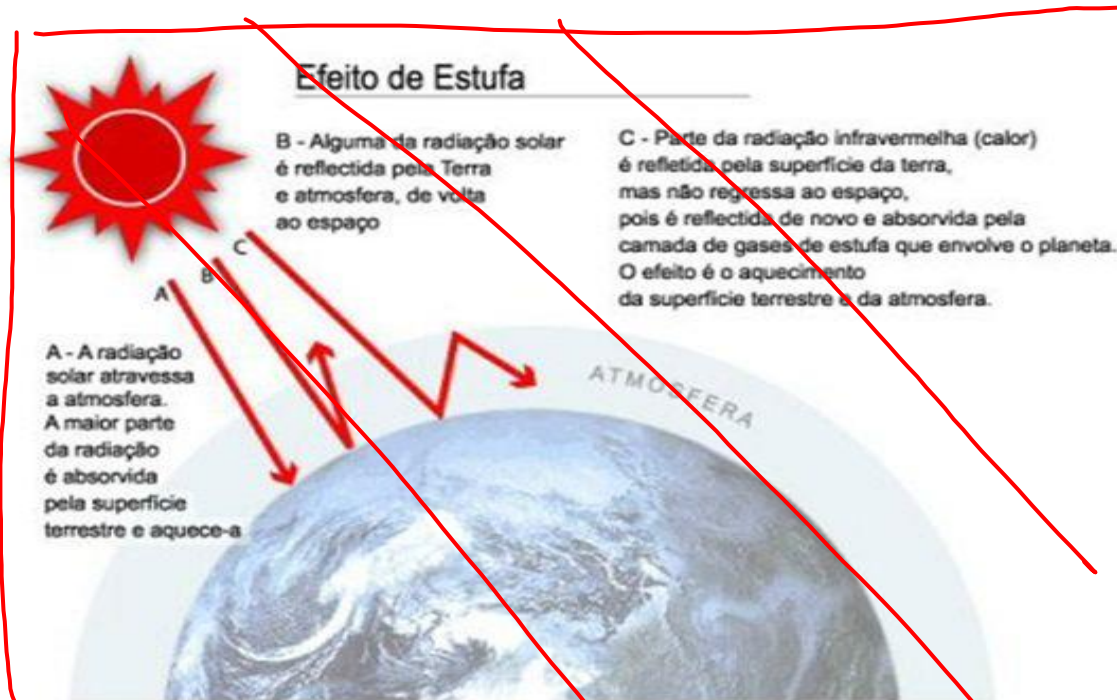 Efeito de Estufa
B - Alguma da radiação solar
é reflectida pela Terra
e atmosfera, de volta
ao espaço
C - Parte da radiação infravermelha (calor)
é refletida pela superfície da terra,
mas não regressa ao espaço,
pois é reflectida de novo e absorvida pela
camada de gases de estufa que envolve o planeta.
O efeito é o aquecimento
da superfície terrestre e da atmosfera.
C
B
A
A - A radiação
solar atravessa
a atmosfera.
A maior parte
da radiação
é absorvida
pela superfície
terrestre e aquece-a
ATMOSFERA